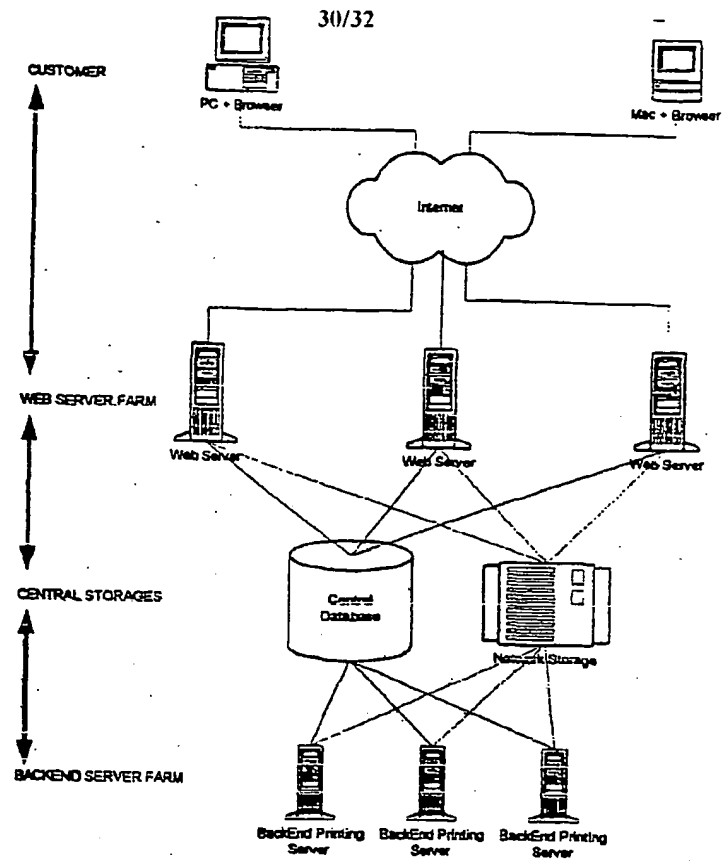 30/32
CUSTOMER
PC + Browser
Mac + Browser
Internet
WEB SERVER FARM
Web Server
Web Server
Web Server
CENTRAL STORAGES
Central
Database
Network Storage
BACKEND SERVER FARM
BackEnd Printing
Server
BackEnd Printing
Server
BackEnd Printing
Server